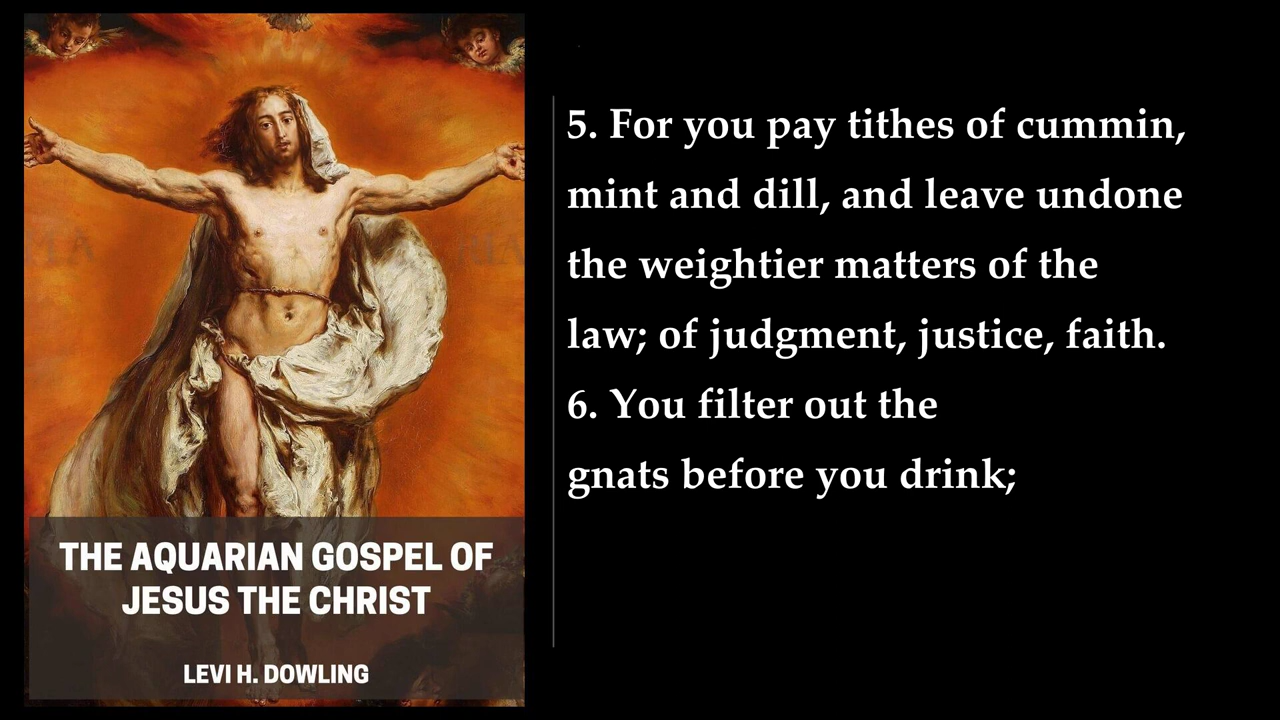 THE AQUARIAN GOSPEL OF
JESUS THE CHRIST
LEVI H. DOWLING
5. For you pay tithes of cummin,
mint and dill, and leave undone
the weightier matters of the
law; of judgment, justice, faith.
6. You filter out the
gnats before you drink;